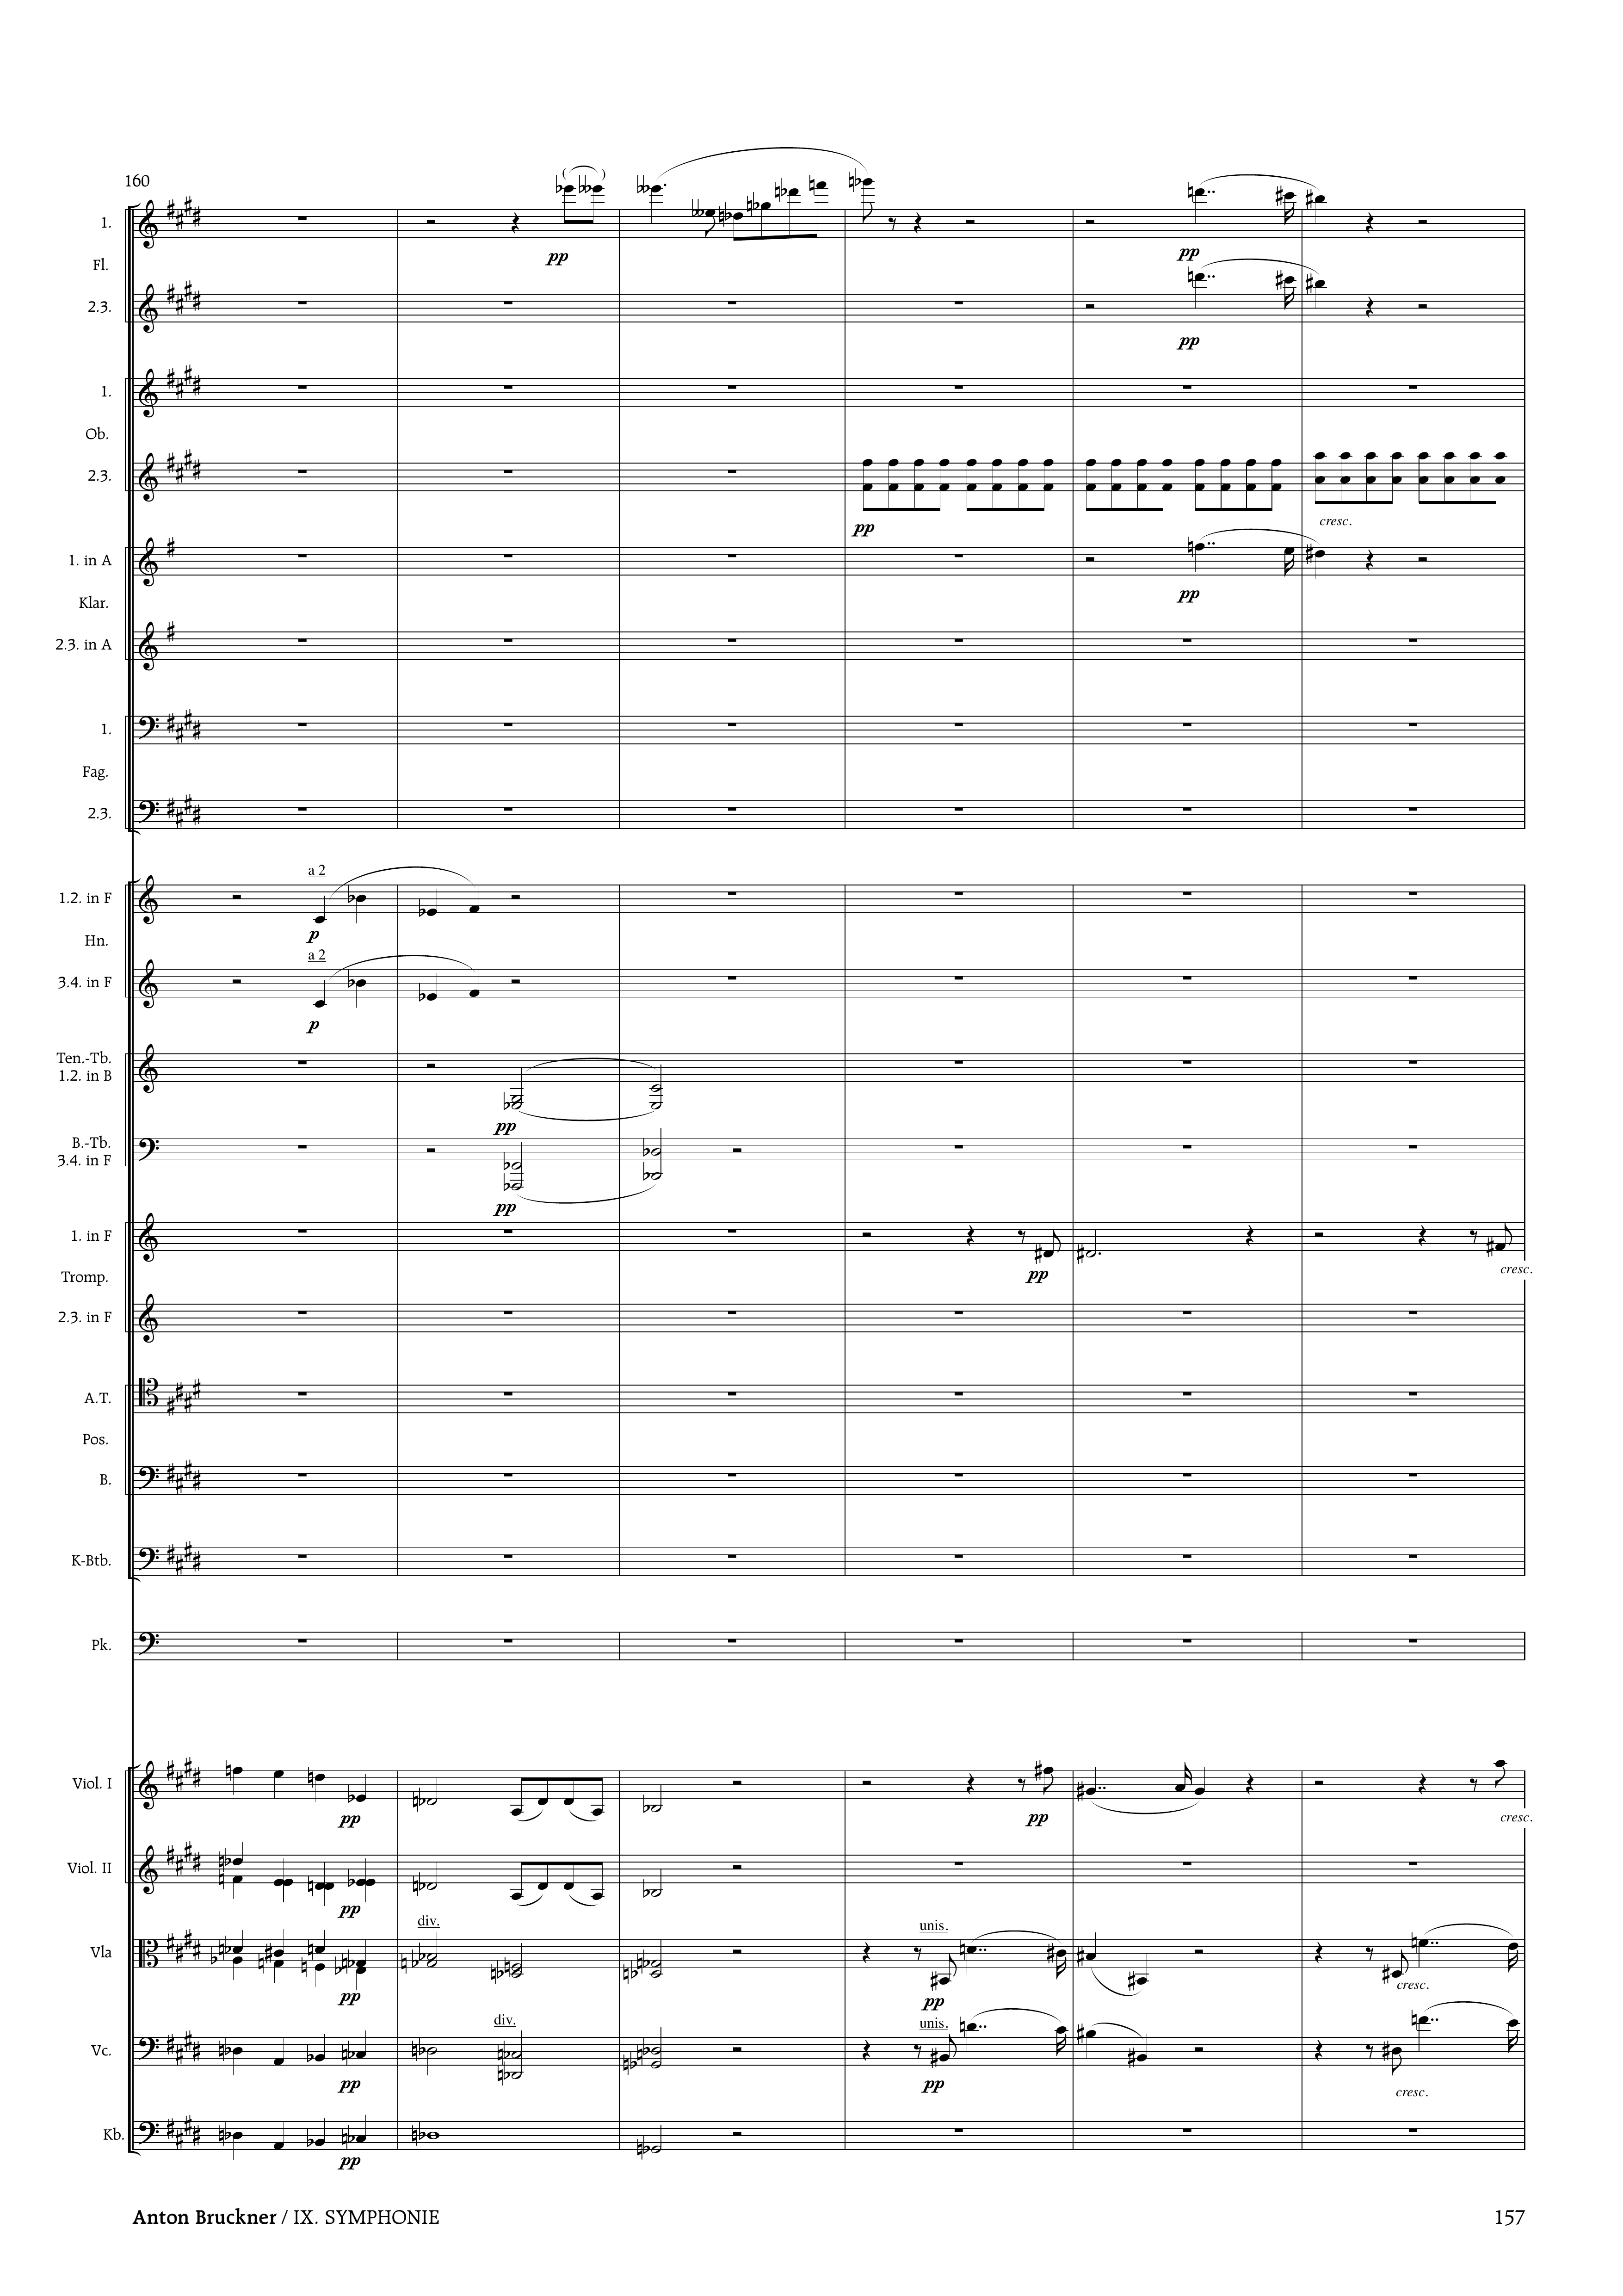 160
1.
pp
pp
Fl.
2.3.
pp
1.
Ob.
2.3.
pp
cresc.
1. in A
pp
Klar.
2.3. in A
1.
Fag.
2.3.
a 2
1.2. in F
p
Hn.
a 2
3.4. in F
p
Ten.-Tb.
1.2. in B
pp
B.-Tb.
3.4. in F
pp
1. in F
pp
cresc.
Tromp.
2.3. in F
A.T.
Pos.
B.
K-Btb.
Pk.
Viol. I
pp
pp
cresc.
Viol. II
pp
div.
unis.
Vla
pp
pp
cresc.
div.
unis.
Vc.
pp
pp
cresc.
Kb.
pp
Anton Bruckner / IX. SYMPHONIE
157